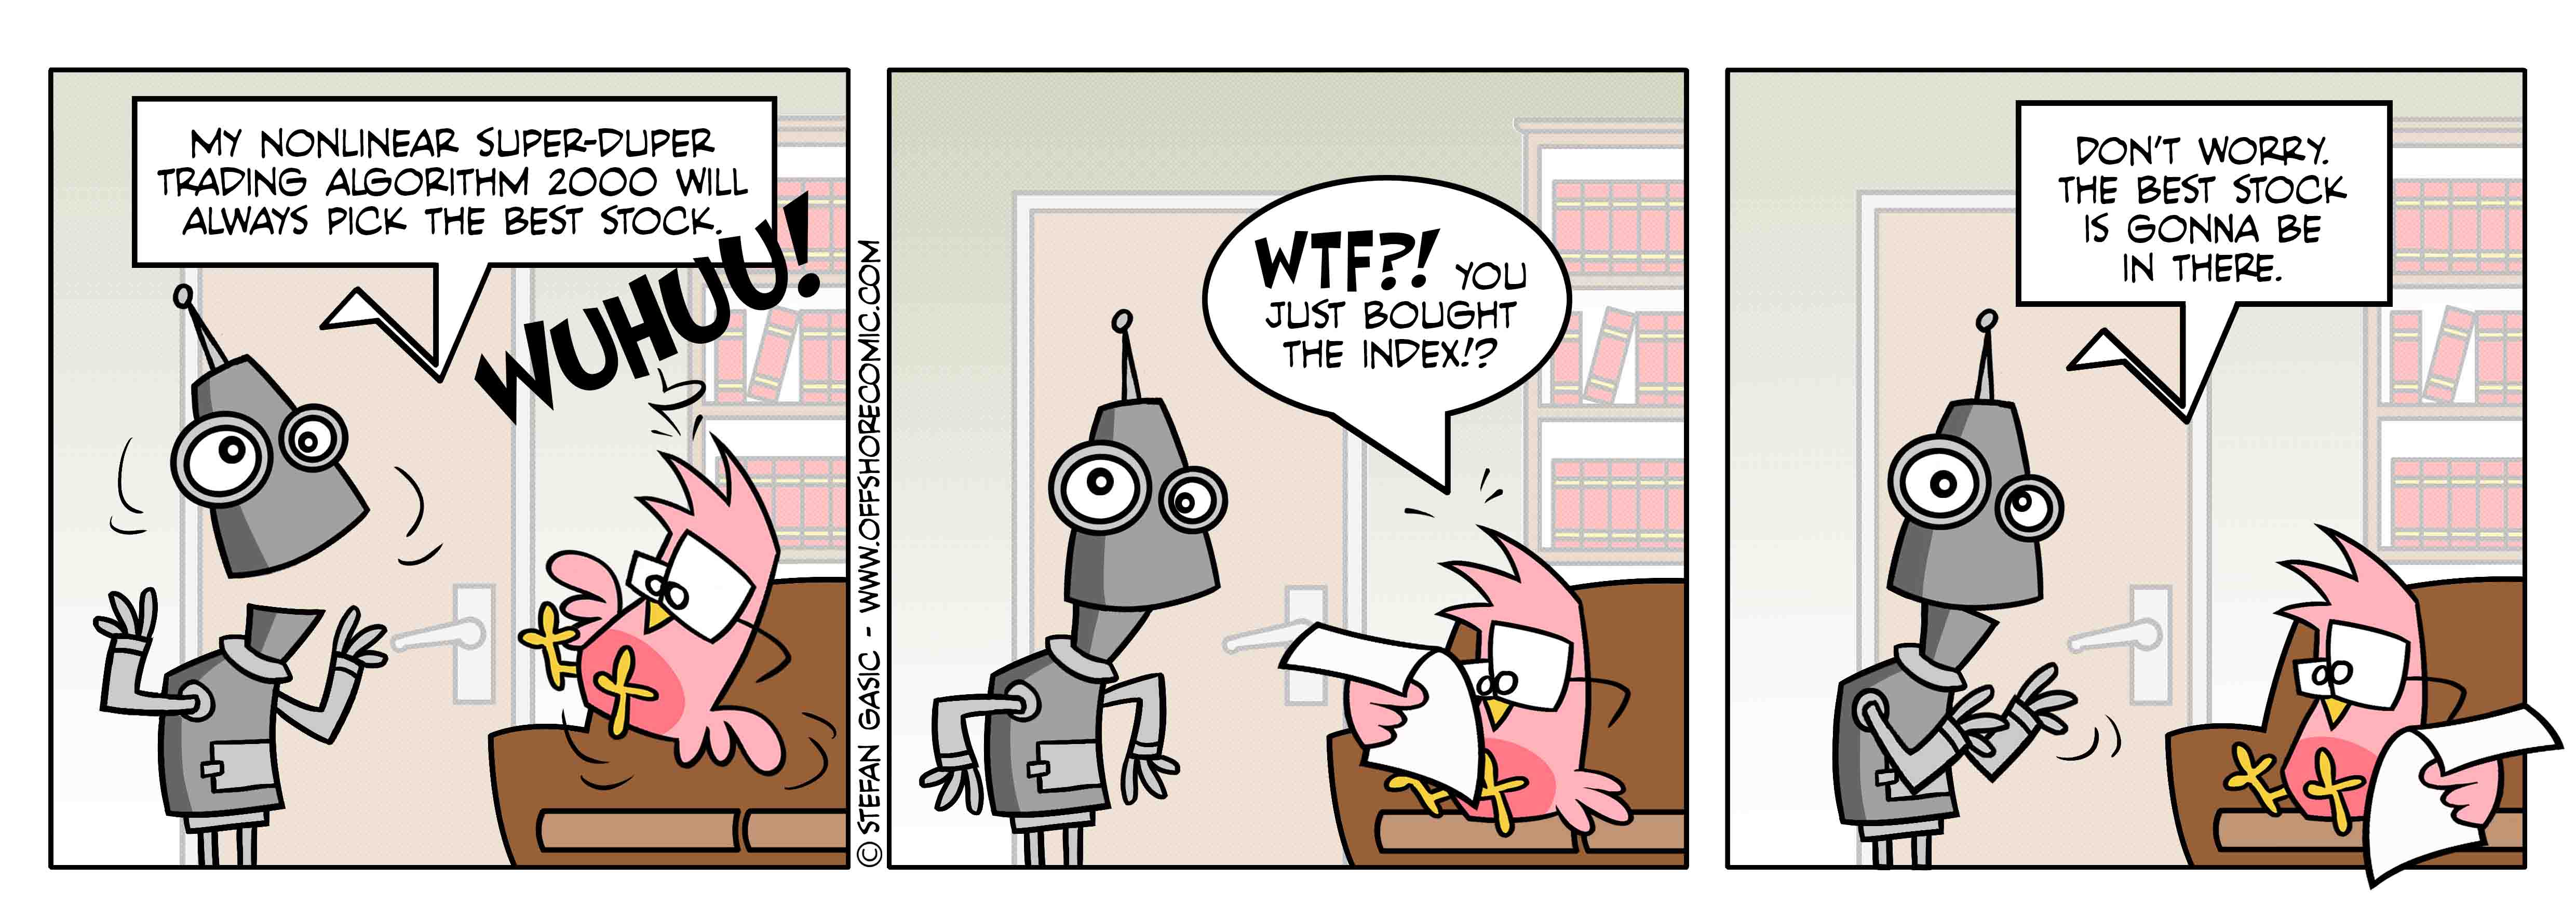 MY NONLINEAR SUPER-DUPER
TRADING ALGORITHM 2000 WILL
ALWAYS PICK THE BEST STOCK.
WUHUU!
© STEFAN GASIC - WWW.OFFSHORECOMIC.COM
WTF?! YOU
JUST BOUGHT
THE INDEX!?
DON'T WORRY.
THE BEST STOCK
IS GONNA BE
IN THERE.